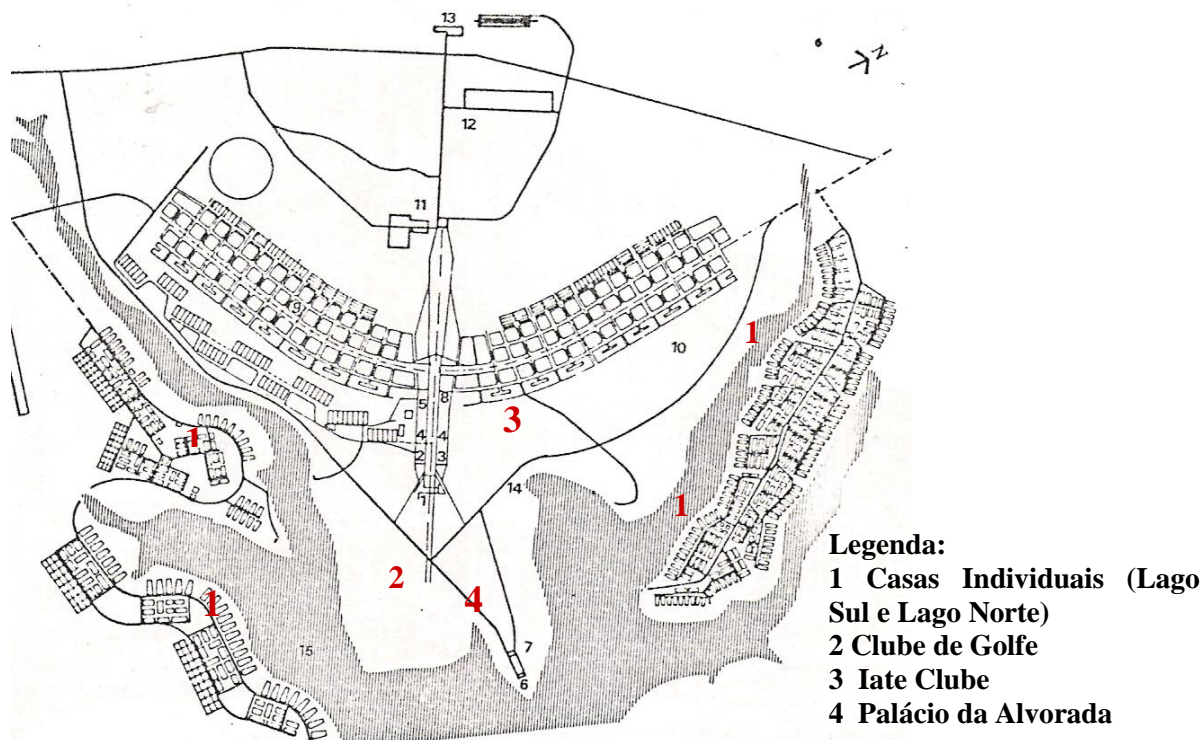 13
N
12
11
9
10
1
5 8
3
1
4 4
2 3
1
14
1
2
4
1
15
7
6
Legenda:
1 Casas Individuais (Lago
Sul e Lago Norte)
2 Clube de Golfe
3 Iate Clube
4 Palácio da Alvorada